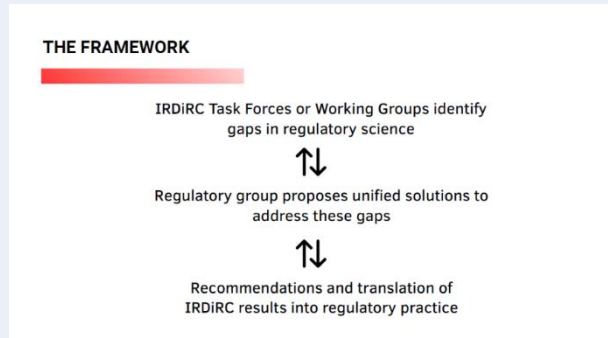 THE FRAMEWORK
IRDiRC Task Forces or Working Groups identify
gaps in regulatory science
Regulatory group proposes unified solutions to
address these gaps
Recommendations and translation of
IRDiRC results into regulatory practice